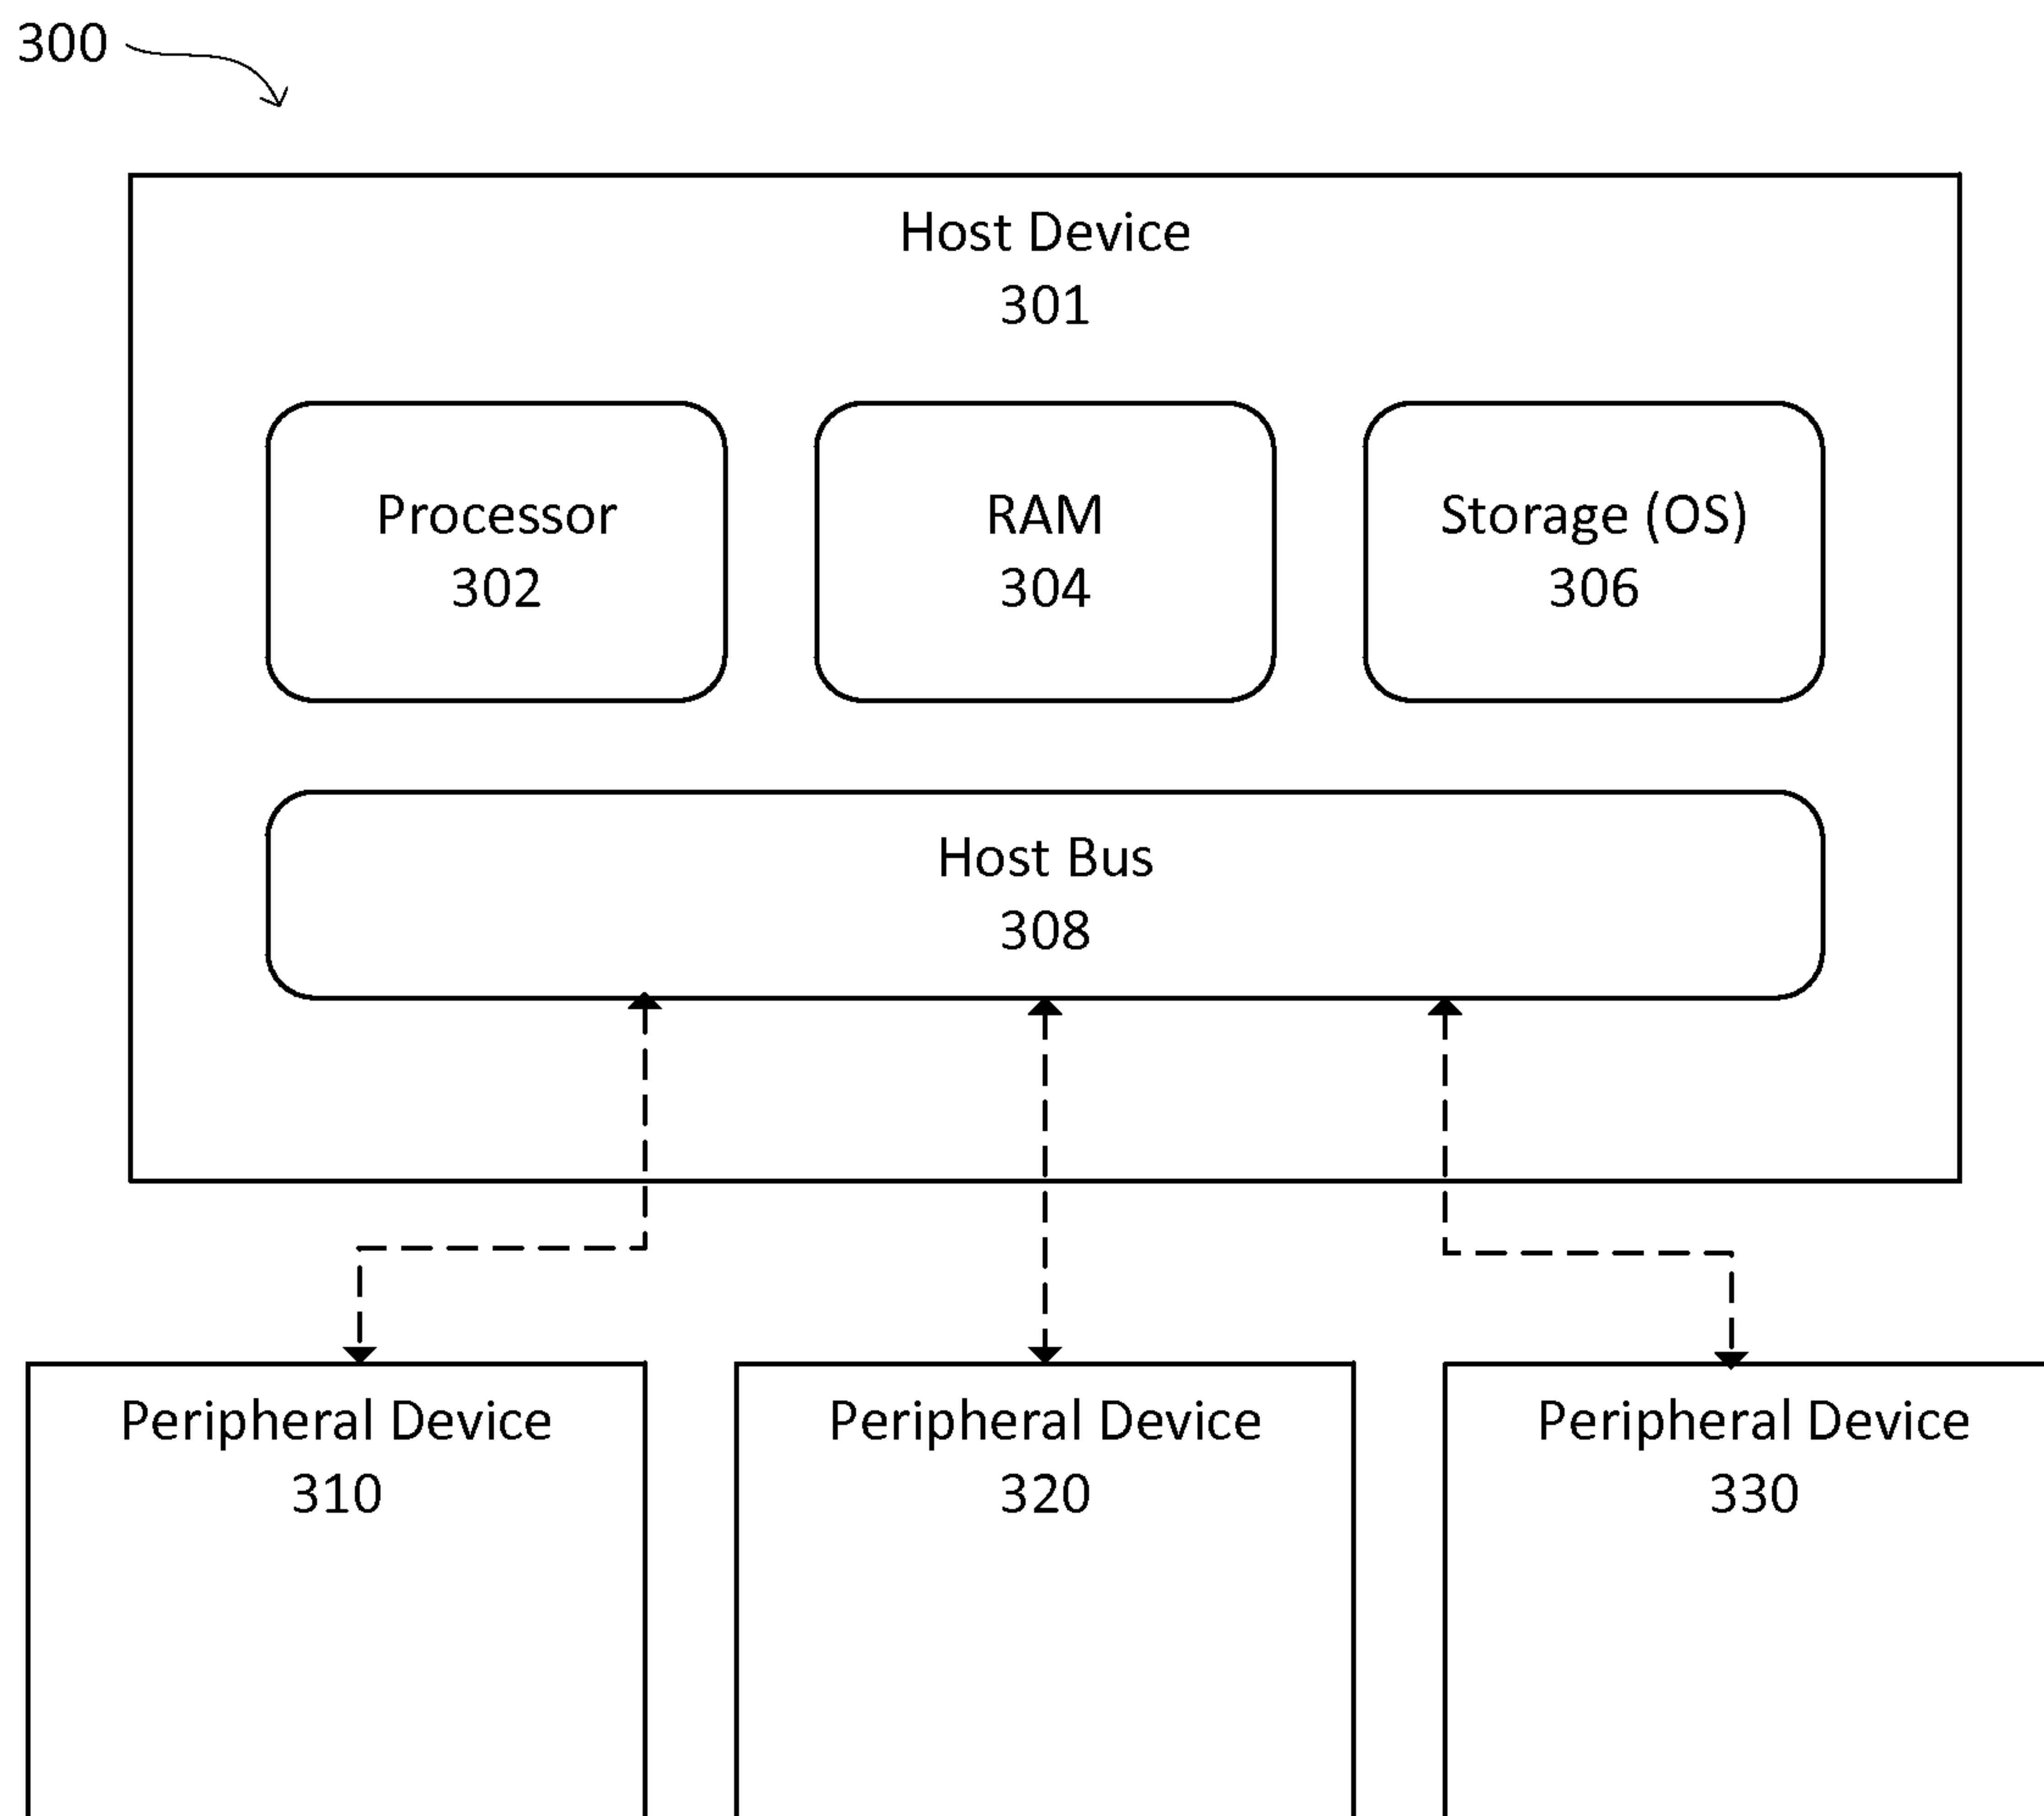 300
Host Device
301
Processor
302
RAM
304
Storage (OS)
306
Host Bus
308
Peripheral Device
310
Peripheral Device
320
Peripheral Device
330